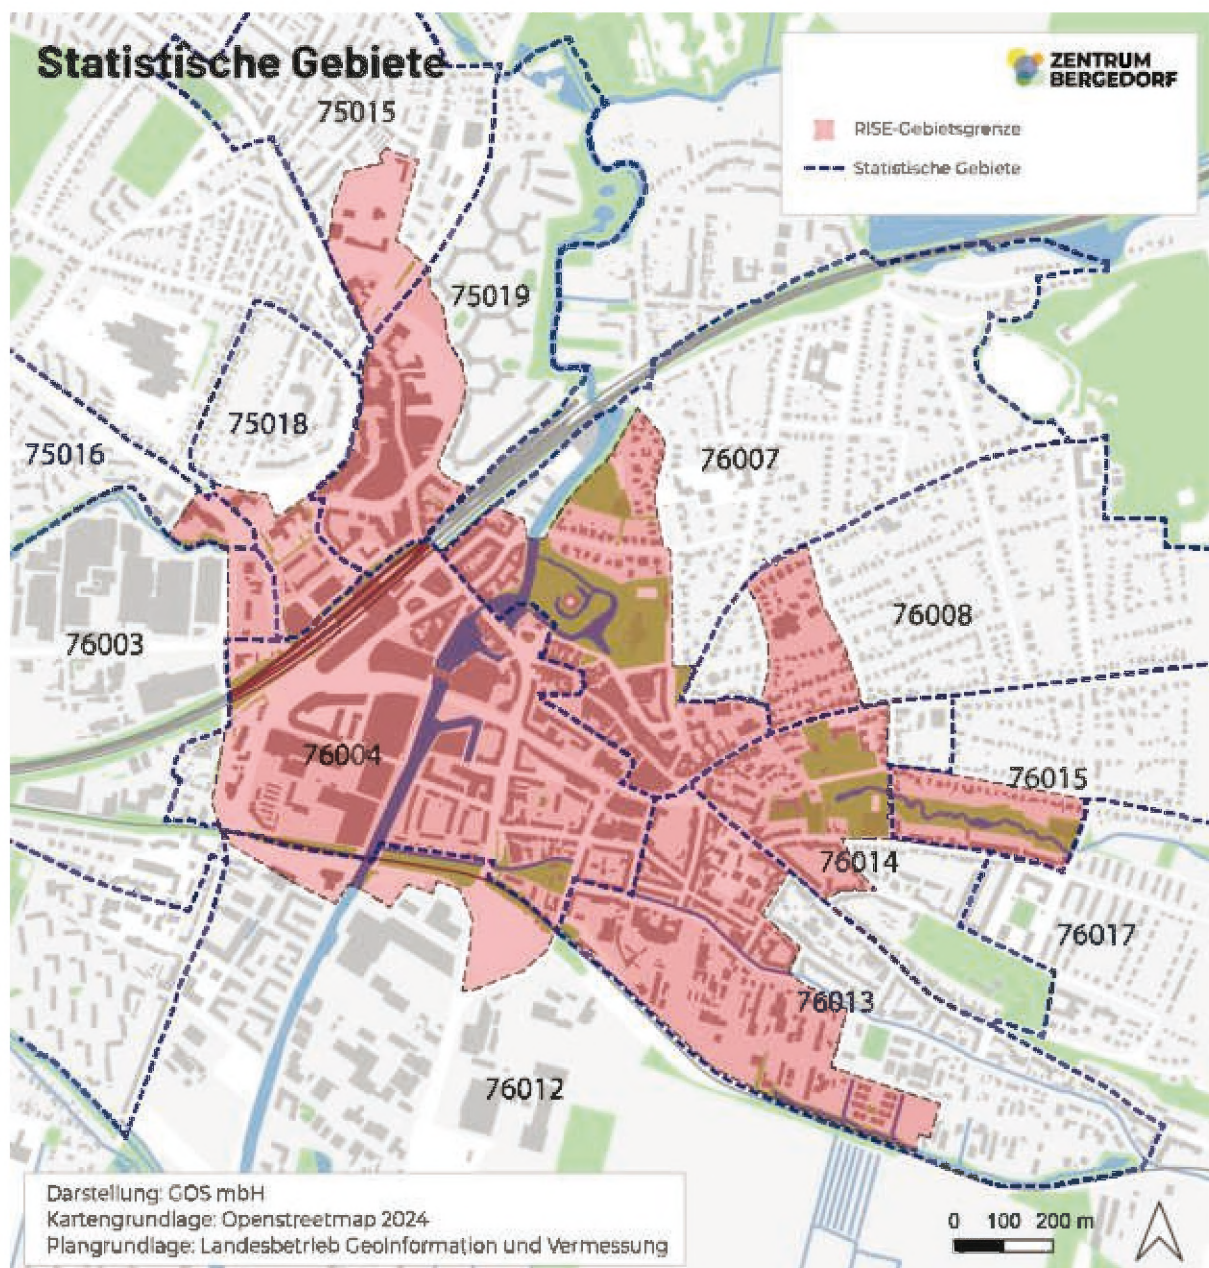 Statistische Gebiete
ZENTRUM
BERGEDORF
RISE-Gebietsgrenze
Statistische Gebiete
75015
75019
75018
75016
76007
76008
76003
76004
76015
76014
76017
76013
76012
Darstellung: GOS mbH
Kartengrundlage: Openstreetmap 2024
Plangrundlage: Landesbetrieb Geoinformation und Vermessung
0 100 200 m